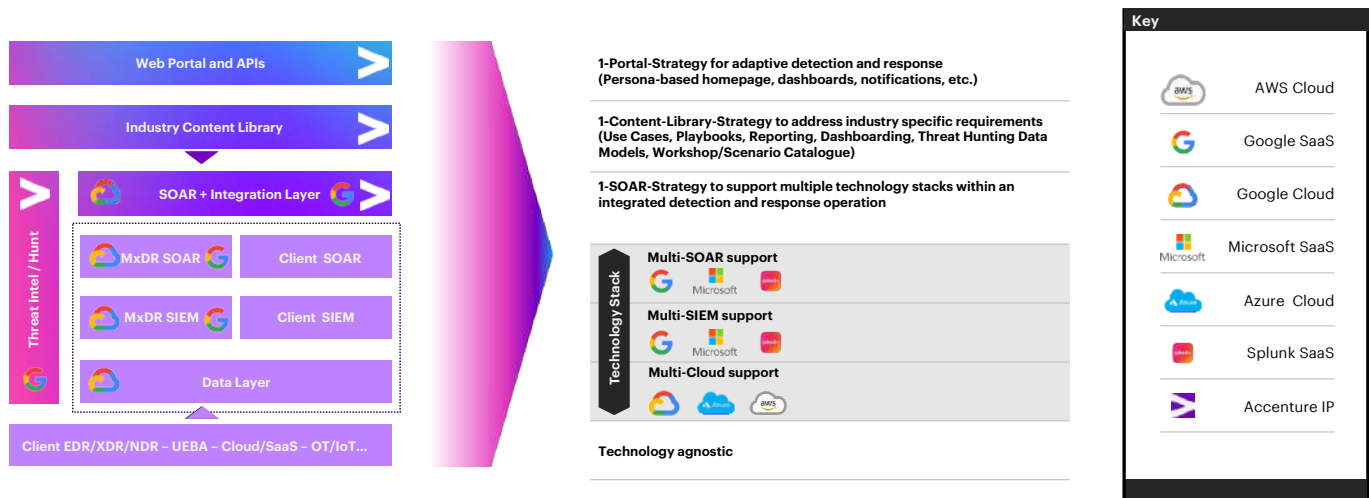 Web Portal and APIs
Industry Content Library
SOAR + Integration Layer
Threat Intel / Hunt
MxDR SOAR
Client SOAR
MxDR SIEM
Client SIEM
Data Layer
Client EDR/XDR/NDR – UEBA – Cloud/SaaS – OT/IoT...
1-Portal-Strategy for adaptive detection and response
(Persona-based homepage, dashboards, notifications, etc.)
1-Content-Library-Strategy to address industry specific requirements
(Use Cases, Playbooks, Reporting, Dashboarding, Threat Hunting Data
Models, Workshop/Scenario Catalogue)
1-SOAR-Strategy to support multiple technology stacks within an
integrated detection and response operation
Technology Stack
Multi-SOAR support
Microsoft
Multi-SIEM support
Microsoft
Multi-Cloud support
Azure
aws
Technology agnostic
Key
aws
AWS Cloud
Google SaaS
Google Cloud
Microsoft
Microsoft SaaS
Azure
Azure Cloud
Splunk SaaS
Accenture IP